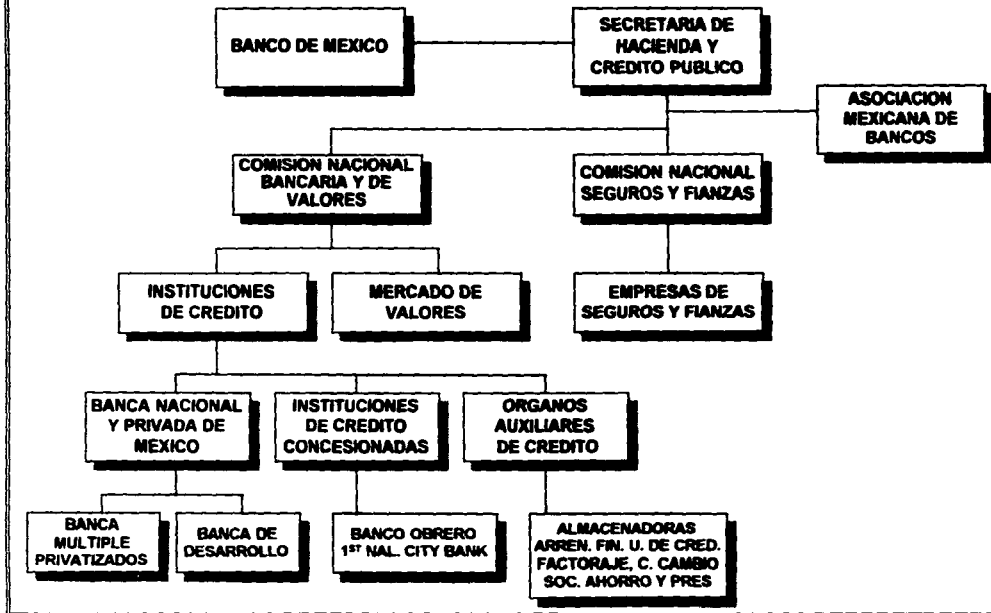 BANCO DE MEXICO
SECRETARIA DE
HACIENDA Y
CREDITO PUBLICO
ASOCIACION
MEXICANA DE
BANCOS
COMISION NACIONAL
BANCARIA Y DE
VALORES
COMISION NACIONAL
SEGUROS Y FIANZAS
INSTITUCIONES
DE CREDITO
MERCADO DE
VALORES
EMPRESAS DE
SEGUROS Y FIANZAS
BANCA NACIONAL
Y PRIVADA DE
MEXICO
INSTITUCIONES
DE CREDITO
CONCESIONADAS
ORGANOS
AUXILIARES
DE CREDITO
BANCA
MULTIPLE
PRIVATIZADOS
BANCA DE
DESARROLLO
BANCO OBRERO
1ST NAL. CITY BANK
ALMACENADORAS
ARREN. FIN. U. DE CRED.
FACTORAJE, C. CAMBIO
SOC. AHORRO Y PRES